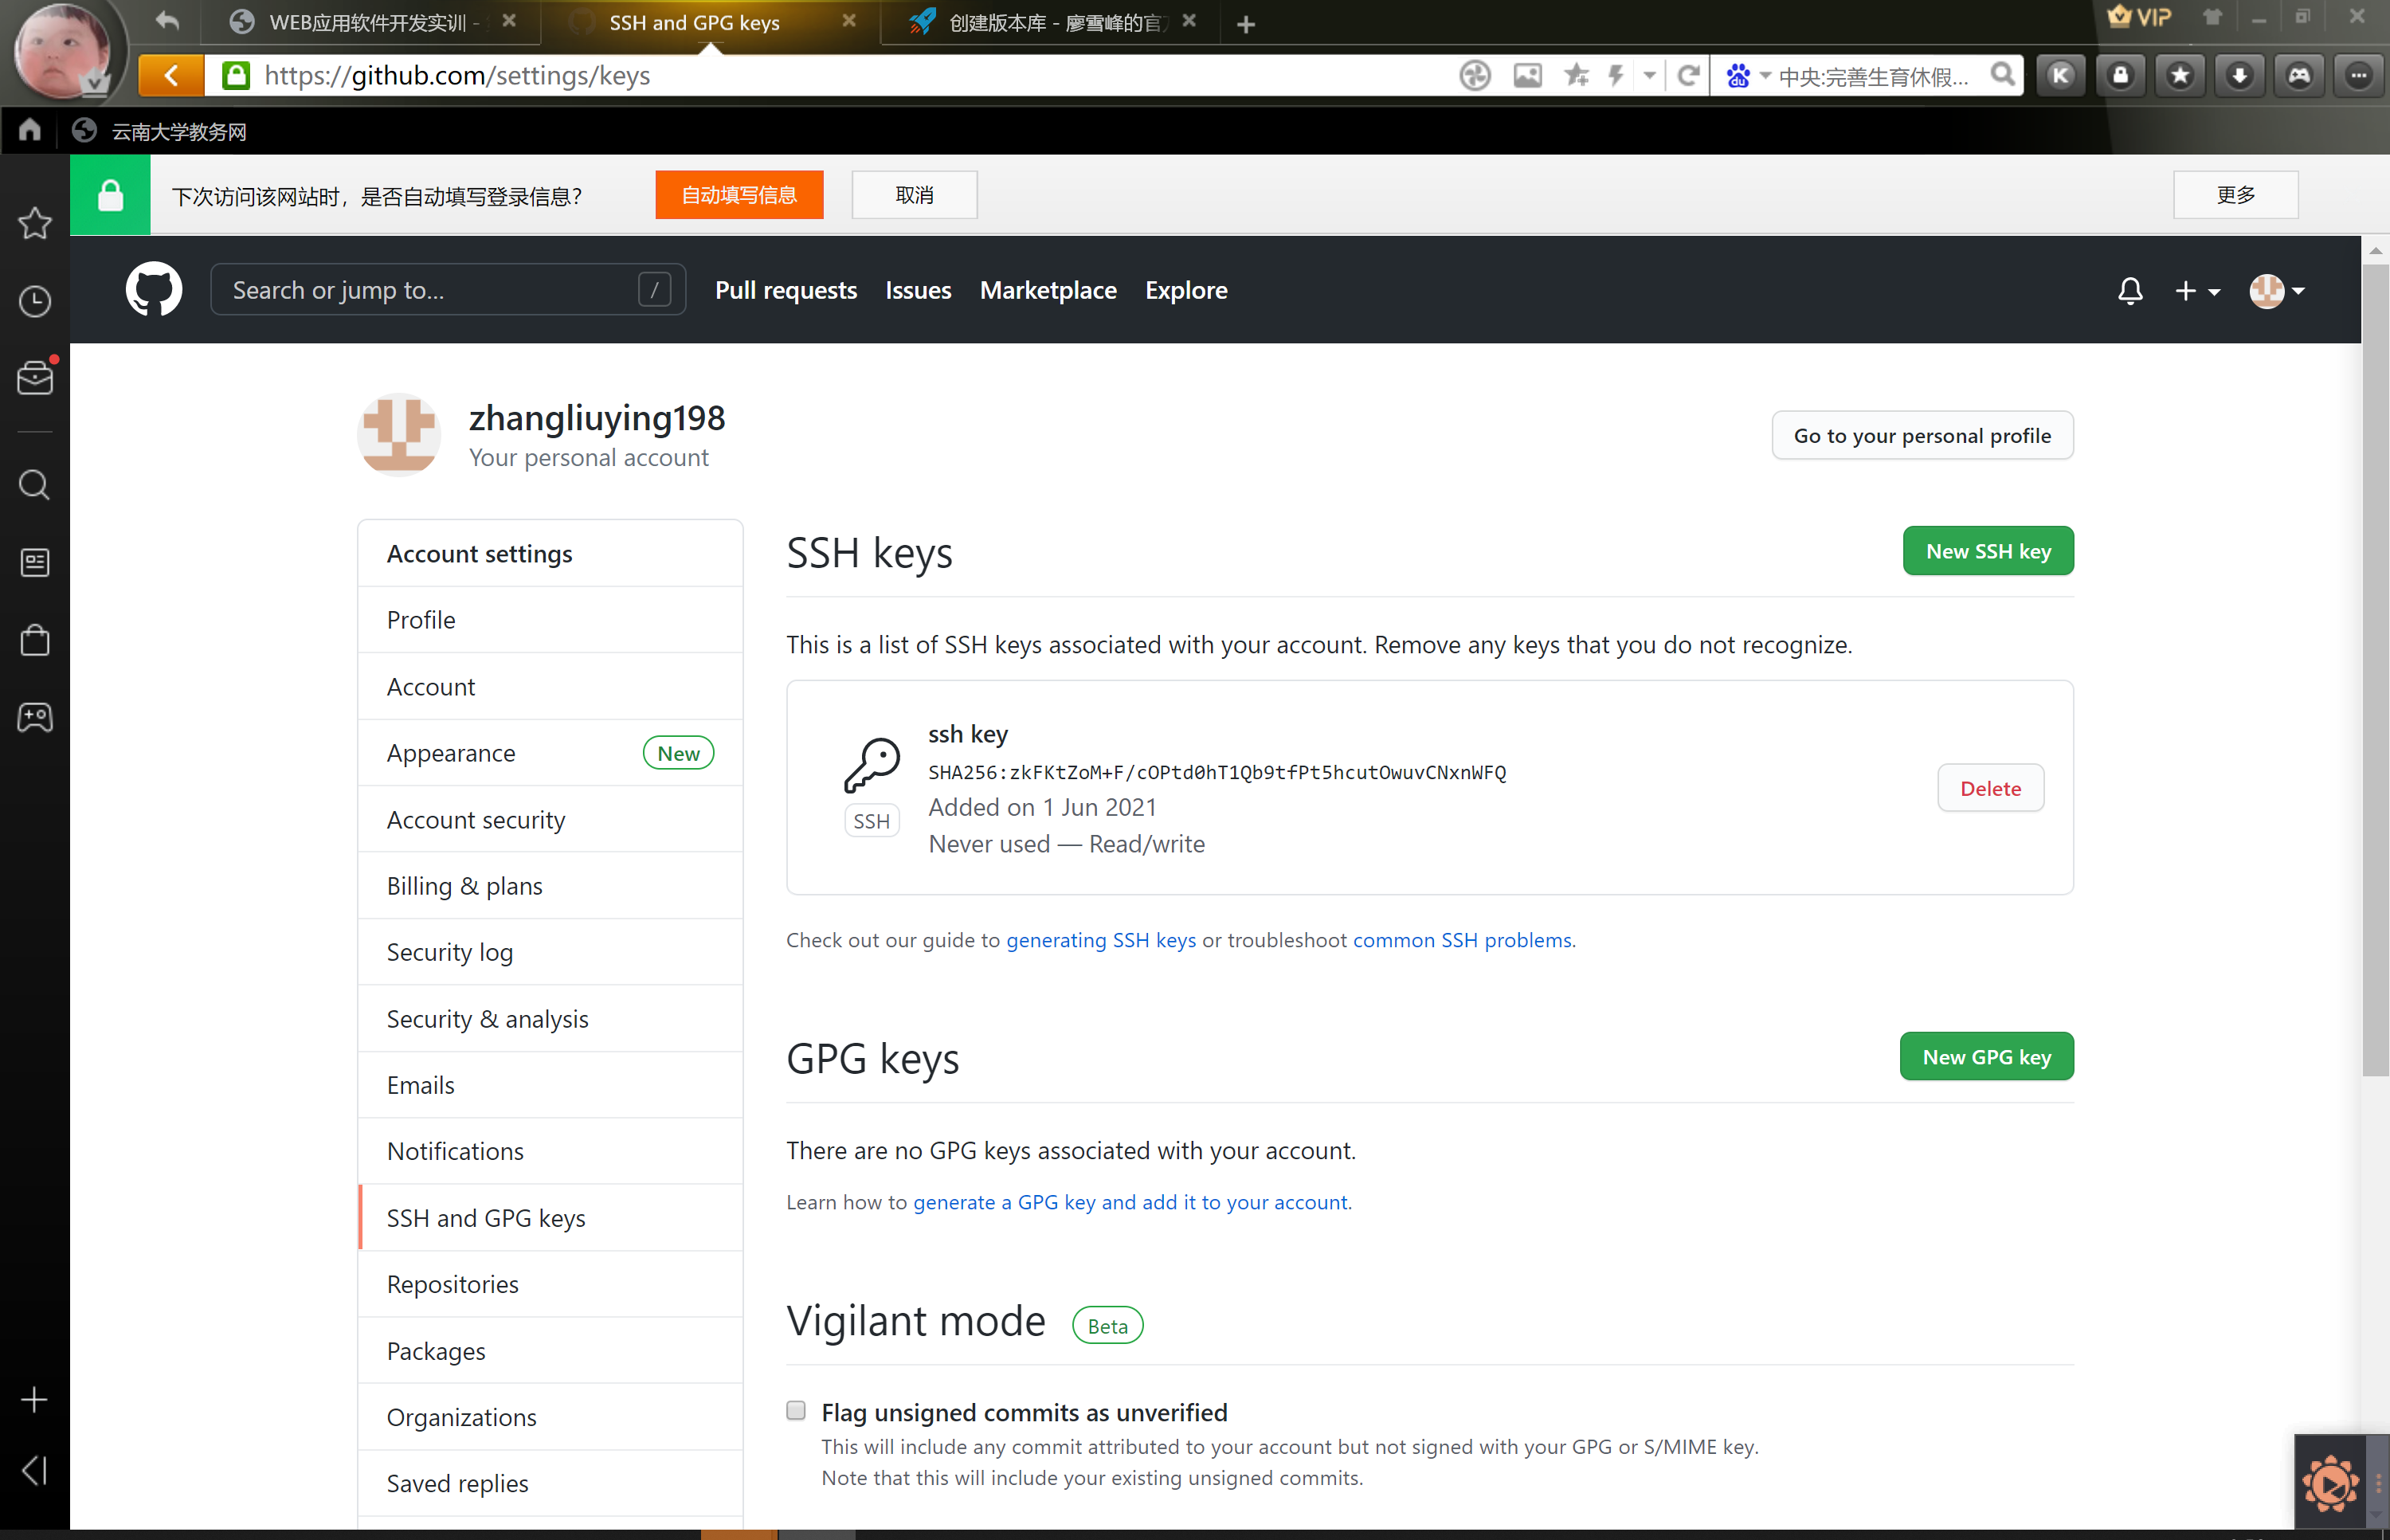 WEB应用软件开发实训 -
SSH and GPG keys
创建版本库 - 廖雪峰的官方
VIP
https://github.com/settings/keys
中央:完善生育休假...
云南大学教务网
下次访问该网站时，是否自动填写登录信息?
自动填写信息
取消
更多
Search or jump to...
/
Pull requests
Issues
Marketplace
Explore
zhangliuying198
Your personal account
Go to your personal profile
Account settings
Profile
Account
Appearance
New
Account security
Billing & plans
Security log
Security & analysis
Emails
Notifications
SSH and GPG keys
Repositories
Packages
Organizations
Saved replies
SSH keys
New SSH key
This is a list of SSH keys associated with your account. Remove any keys that you do not recognize.
ssh key
SHA256:zkFKtZoM+F/cOPtd0hT1Qb9tfPt5hcutOwuvCNxnWFQ
Added on 1 Jun 2021
Never used — Read/write
SSH
Delete
Check out our guide to generating SSH keys or troubleshoot common SSH problems.
GPG keys
New GPG key
There are no GPG keys associated with your account.
Learn how to generate a GPG key and add it to your account.
Vigilant mode
Beta
Flag unsigned commits as unverified
This will include any commit attributed to your account but not signed with your GPG or S/MIME key.
Note that this will include your existing unsigned commits.